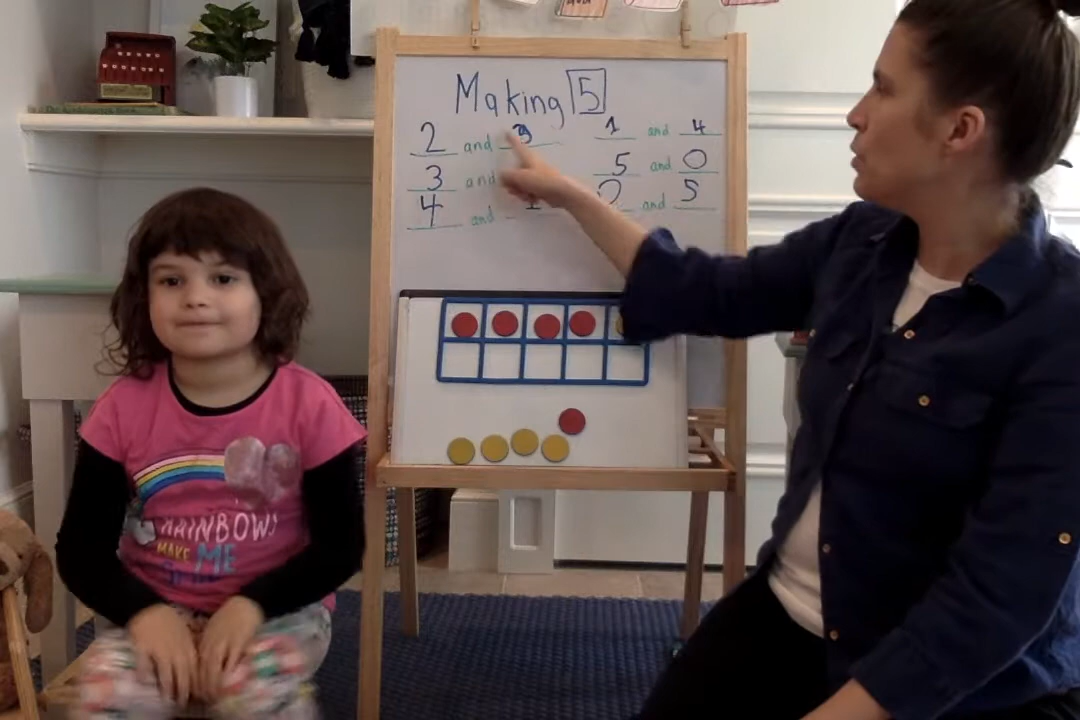 Making 5
2 and 3
3 and
4 and 1
1 and 4
5 and 0
0 and 5
RAINBOWS
MAKE ME